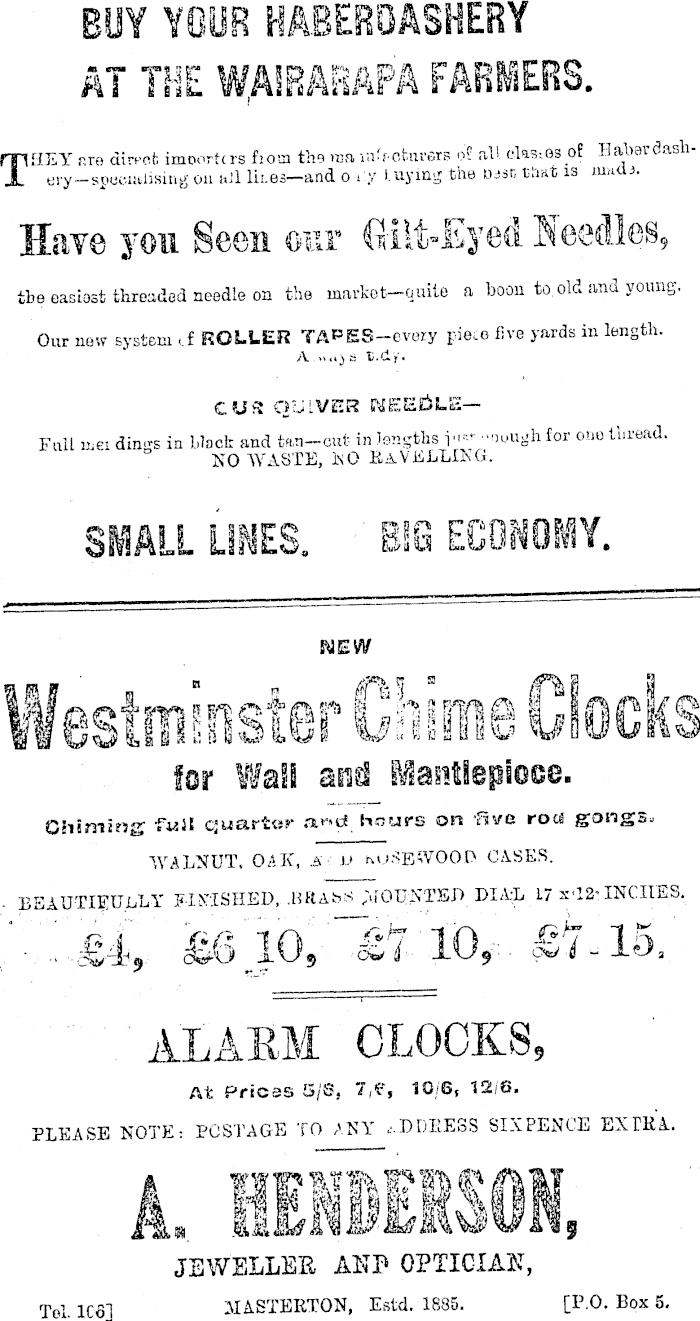 BUY YOUR HABERDASHERY
AT THE WAIRARAPA FARMERS.
THEY are direct importers from the manufacturers of all classes of Haberdash-
ery—specialising on all lines—and only buying the best that is made.
Have you Seen our Gilt-Eyed Needles,
the easiest threaded needle on the market—quite a boon to old and young.
Our new system of ROLLER TAPES—every piece five yards in length.
Always tidy.
OUR QUIVER NEEDLE—
Full mendings in black and tan—cut in lengths just enough for one thread.
NO WASTE, NO RAVELLING.
SMALL LINES. BIG ECONOMY.
NEW
Westminster Chime Clocks
for Wall and Mantlepiece.
Chiming full quarter and hours on five rod gongs.
WALNUT, OAK, AND ROSEWOOD CASES.
BEAUTIFULLY FINISHED, BRASS MOUNTED DIAL 17 x 12 INCHES.
£4, £6 10, £7 10, £7 15.
ALARM CLOCKS,
At Prices 5/6, 7/6, 10/6, 12/6.
PLEASE NOTE: POSTAGE TO ANY ADDRESS SIXPENCE EXTRA.
A. HENDERSON,
JEWELLER AND OPTICIAN,
Tel. 106] MASTERTON, Estd. 1885. [P.O. Box 5.